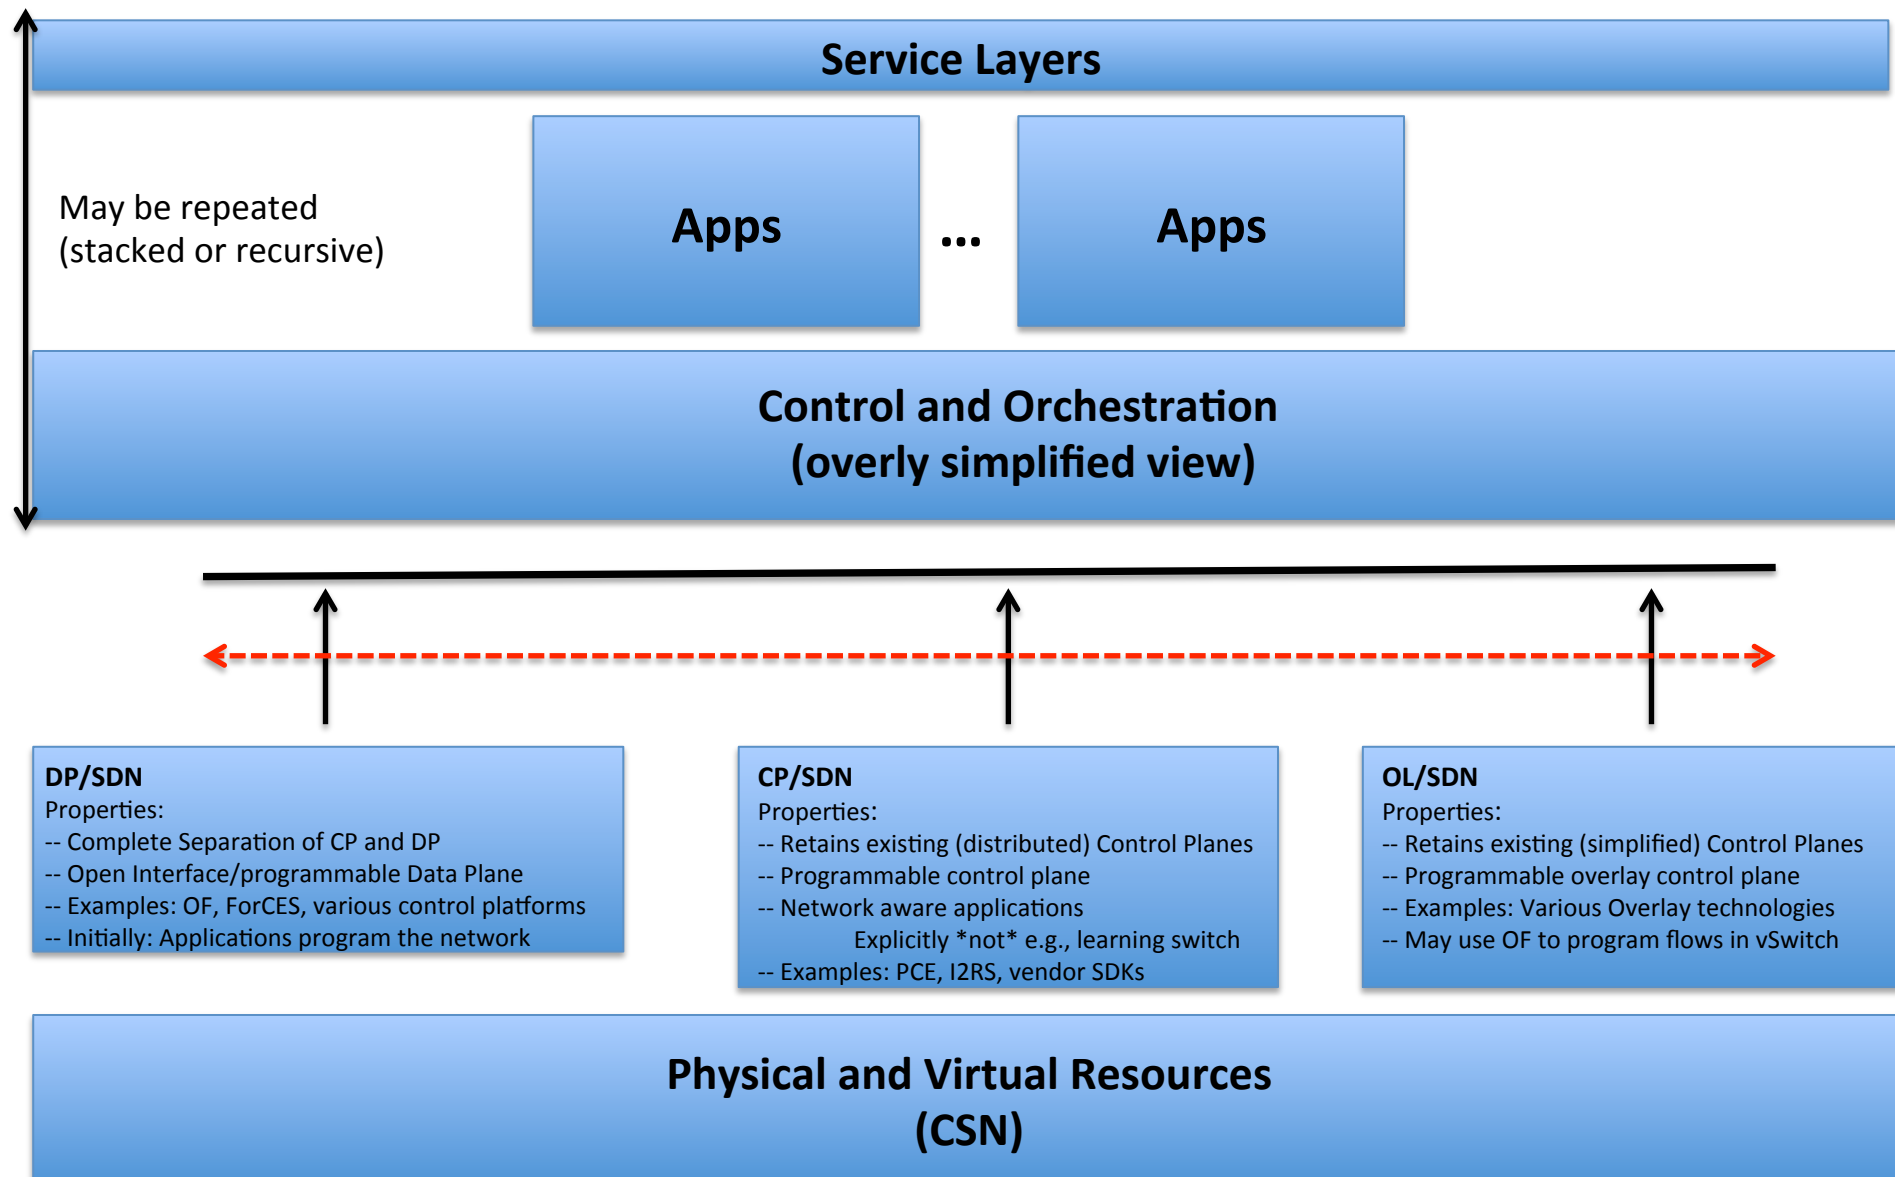 Service Layers
May be repeated
(stacked or recursive)
Apps
...
Apps
Control and Orchestration
(overly simplified view)
DP/SDN
Properties:
-- Complete Separation of CP and DP
-- Open Interface/programmable Data Plane
-- Examples: OF, ForCES, various control platforms
-- Initially: Applications program the network
CP/SDN
Properties:
-- Retains existing (distributed) Control Planes
-- Programmable control plane
-- Network aware applications
Explicitly *not* e.g., learning switch
-- Examples: PCE, I2RS, vendor SDKs
OL/SDN
Properties:
-- Retains existing (simplified) Control Planes
-- Programmable overlay control plane
-- Examples: Various Overlay technologies
-- May use OF to program flows in vSwitch
Physical and Virtual Resources
(CSN)